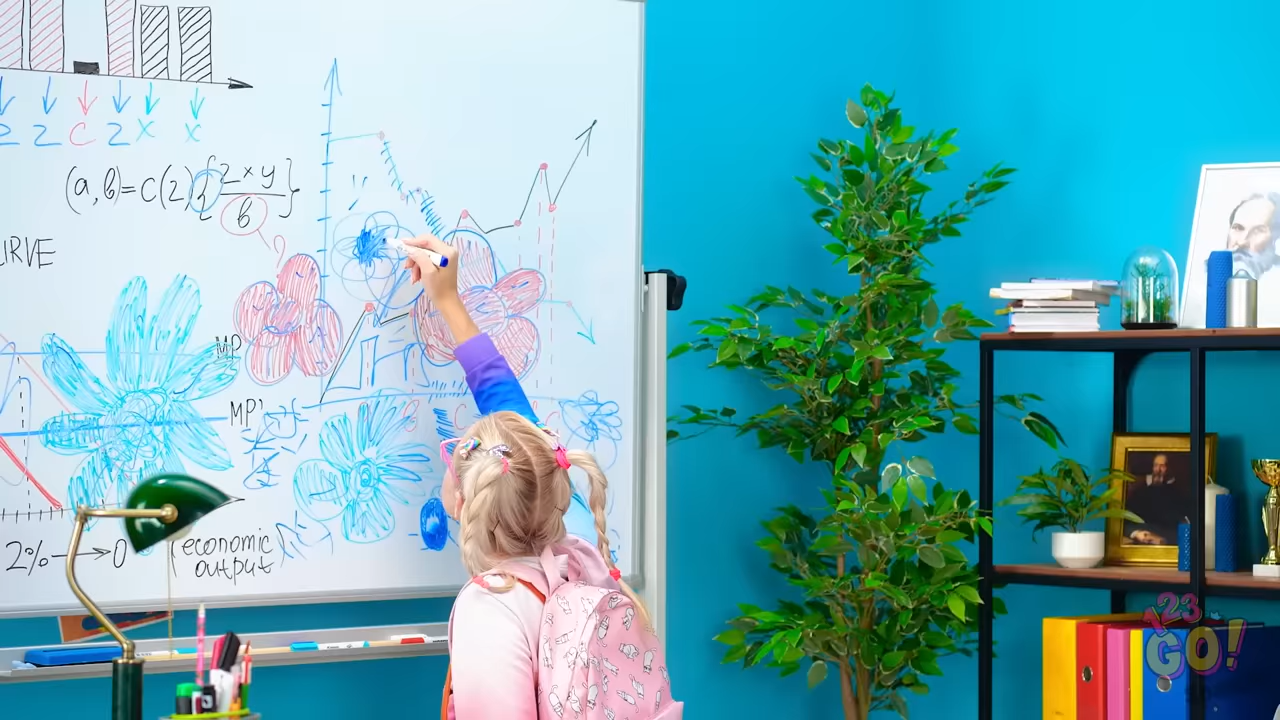 2 2 C 2 X X
(a,b)=C(2){2×y/b}
?
URVE
MP
MP'
2%→0 (economic output)
123 GO!